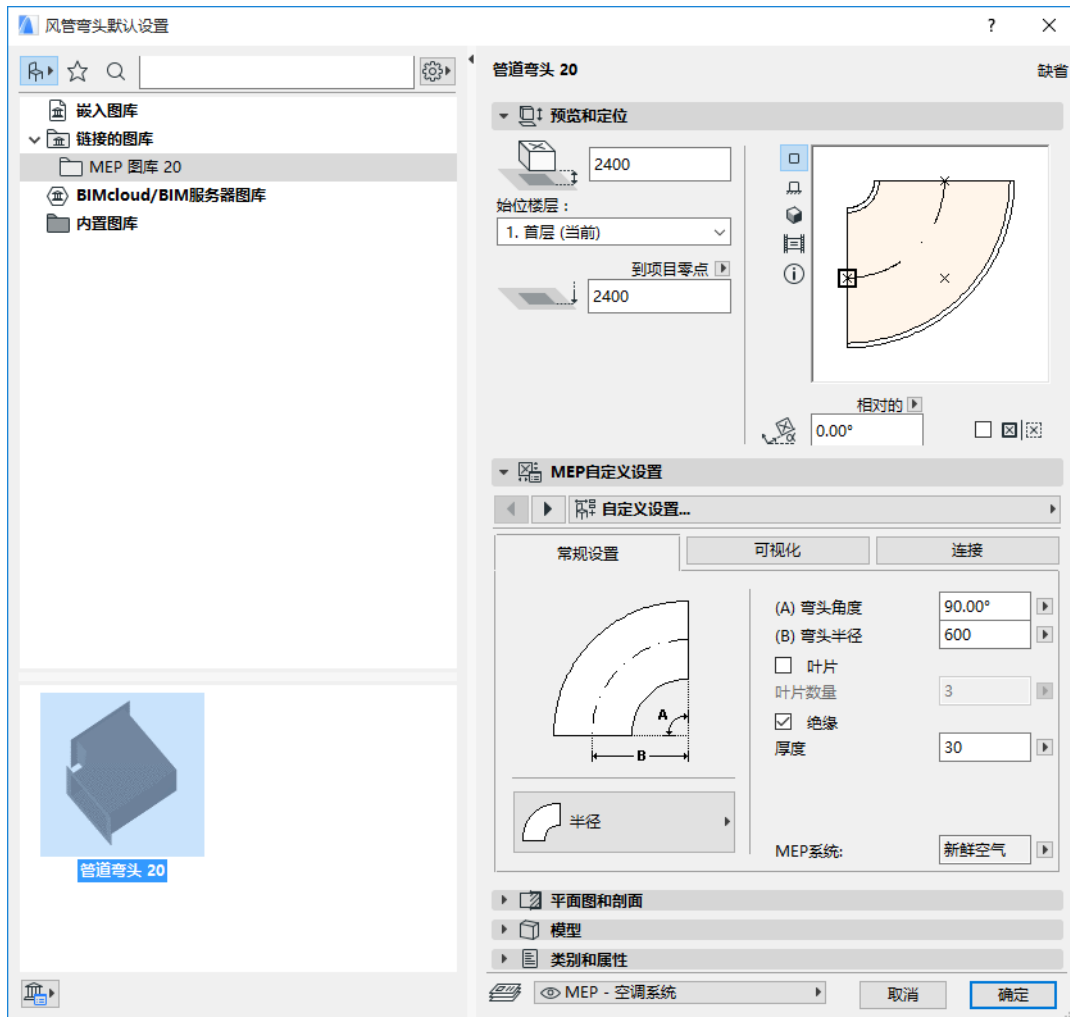 风管弯头默认设置
?
嵌入图库
链接的图库
MEP 图库 20
BIMcloud/BIM服务器图库
内置图库
管道弯头 20
管道弯头 20
缺省
预览和定位
2400
始位楼层：
1. 首层 (当前)
到项目零点
2400
相对的
α
0.00°
MEP自定义设置
自定义设置...
常规设置
可视化
连接
A
B
半径
(A) 弯头角度
90.00°
(B) 弯头半径
600
叶片
叶片数量
3
绝缘
厚度
30
MEP系统:
新鲜空气
平面图和剖面
模型
类别和属性
MEP - 空调系统
取消
确定